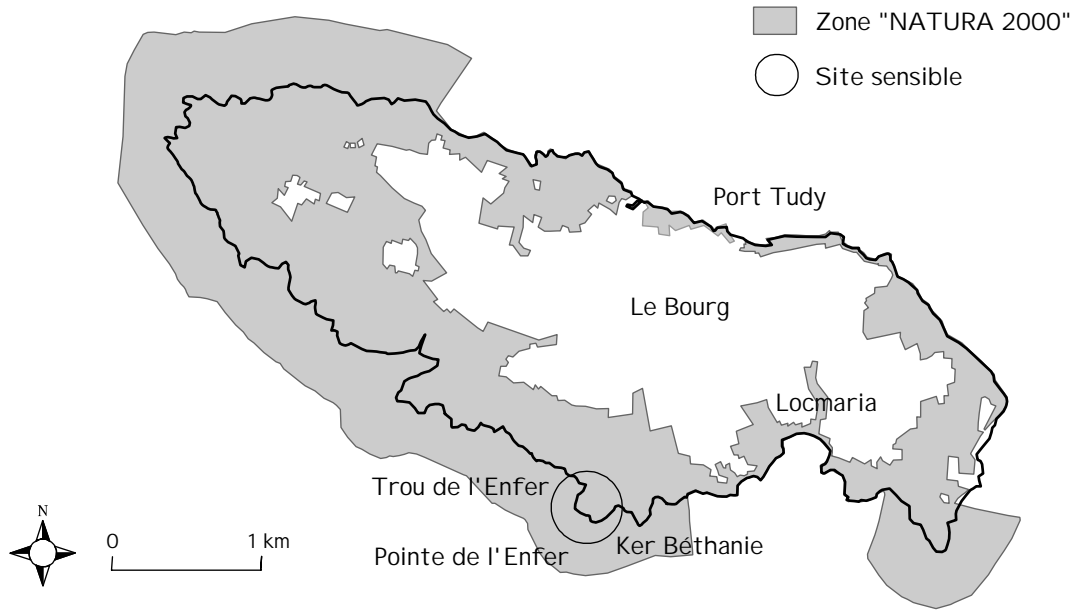 Zone "NATURA 2000"
Site sensible
Port Tudy
Le Bourg
Locmaria
Trou de l'Enfer
Pointe de l'Enfer
Ker Béthanie
N
0 1 km